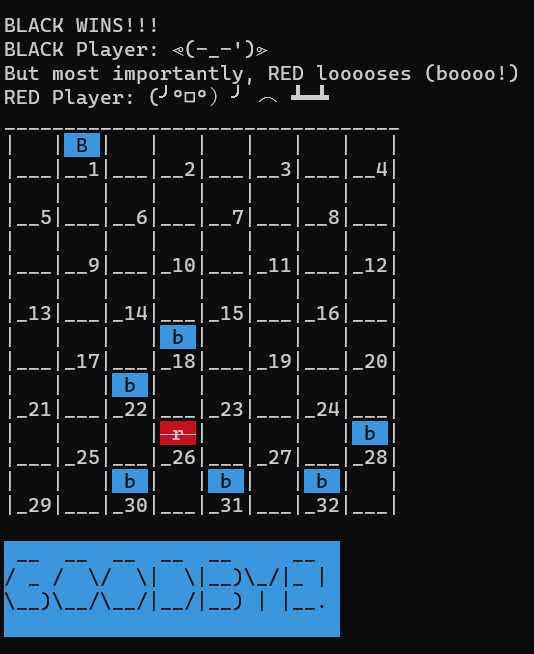 BLACK WINS!!!
BLACK Player: ⪡(-_-')⪢
But most importantly, RED looooses (boooo!)
RED Player: (╯°□°）╯ ︵ ┻━┻
_________________________________
|   | B |   |   |   |   |   |   |
|___|__1|___|__2|___|__3|___|__4|
|   |   |   |   |   |   |   |   |
|__5|___|__6|___|__7|___|__8|___|
|   |   |   |   |   |   |   |   |
|___|__9|___|_10|___|_11|___|_12|
|   |   |   |   |   |   |   |   |
|_13|___|_14|___|_15|___|_16|___|
|   |   |   | b |   |   |   |   |
|___|_17|___|_18|___|_19|___|_20|
|   |   | b |   |   |   |   |   |
|_21|___|_22|___|_23|___|_24|___|
|   |   |   | r |   |   |   | b |
|___|_25|___|_26|___|_27|___|_28|
|   |   | b |   | b |   | b |   |
|_29|___|_30|___|_31|___|_32|___|
 __  __  __  __  __     __
/ _ /  \/  \|  \|__)\_/|_ |
\__)\__/\__/|__/|__) | |__.